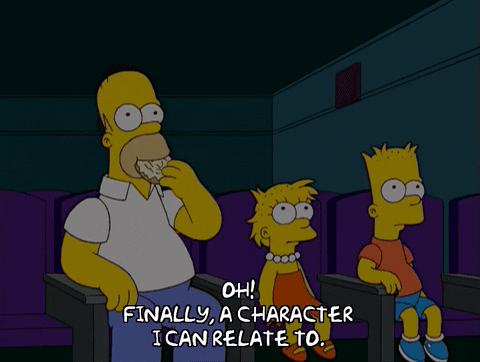 OH!
FINALLY, A CHARACTER
I CAN RELATE TO.